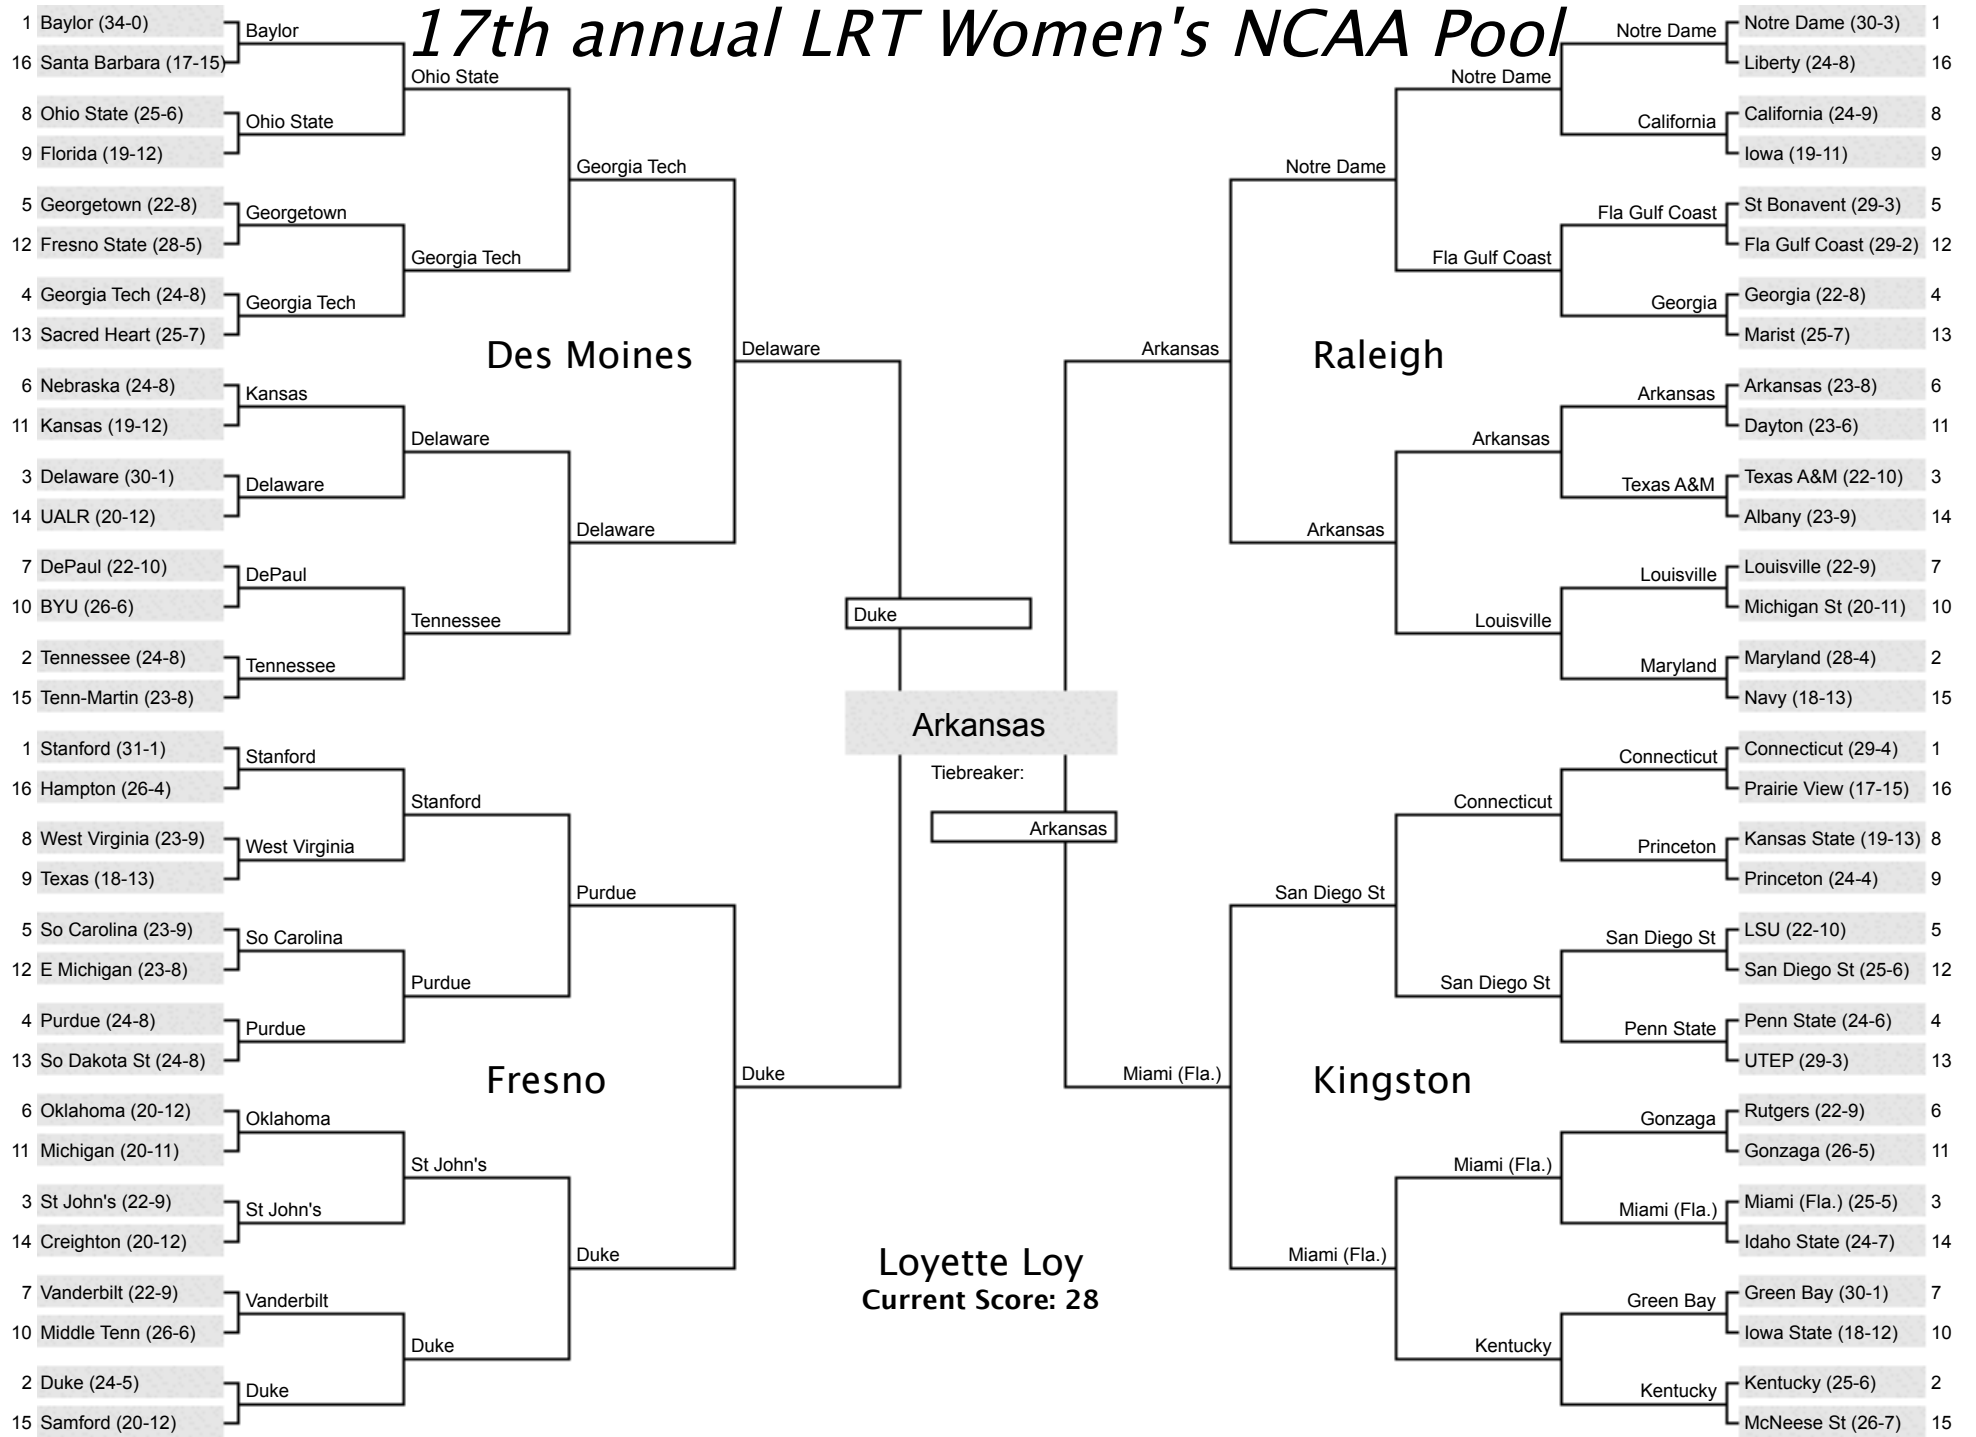 17th annual LRT Women's NCAA Pool
1 Baylor (34-0)
16 Santa Barbara (17-15)
8 Ohio State (25-6)
9 Florida (19-12)
5 Georgetown (22-8)
12 Fresno State (28-5)
4 Georgia Tech (24-8)
13 Sacred Heart (25-7)
6 Nebraska (24-8)
11 Kansas (19-12)
3 Delaware (30-1)
14 UALR (20-12)
7 DePaul (22-10)
10 BYU (26-6)
2 Tennessee (24-8)
15 Tenn-Martin (23-8)
Baylor
Ohio State
Georgetown
Georgia Tech
Kansas
Delaware
DePaul
Tennessee
Ohio State
Georgia Tech
Delaware
Tennessee
Georgia Tech
Delaware
Des Moines
Delaware
1 Stanford (31-1)
16 Hampton (26-4)
8 West Virginia (23-9)
9 Texas (18-13)
5 So Carolina (23-9)
12 E Michigan (23-8)
4 Purdue (24-8)
13 So Dakota St (24-8)
6 Oklahoma (20-12)
11 Michigan (20-11)
3 St John's (22-9)
14 Creighton (20-12)
7 Vanderbilt (22-9)
10 Middle Tenn (26-6)
2 Duke (24-5)
15 Samford (20-12)
Stanford
West Virginia
So Carolina
Purdue
Oklahoma
St John's
Vanderbilt
Duke
Stanford
Purdue
St John's
Duke
Purdue
Duke
Fresno
Duke
Duke
Arkansas
Tiebreaker:
Arkansas
Loyette Loy
Current Score: 28
Notre Dame (30-3) 1
Liberty (24-8) 16
California (24-9) 8
Iowa (19-11) 9
St Bonavent (29-3) 5
Fla Gulf Coast (29-2) 12
Georgia (22-8) 4
Marist (25-7) 13
Arkansas (23-8) 6
Dayton (23-6) 11
Texas A&M (22-10) 3
Albany (23-9) 14
Louisville (22-9) 7
Michigan St (20-11) 10
Maryland (28-4) 2
Navy (18-13) 15
Notre Dame
California
Fla Gulf Coast
Georgia
Arkansas
Texas A&M
Louisville
Maryland
Notre Dame
Fla Gulf Coast
Arkansas
Louisville
Notre Dame
Arkansas
Raleigh
Arkansas
Connecticut (29-4) 1
Prairie View (17-15) 16
Kansas State (19-13) 8
Princeton (24-4) 9
LSU (22-10) 5
San Diego St (25-6) 12
Penn State (24-6) 4
UTEP (29-3) 13
Rutgers (22-9) 6
Gonzaga (26-5) 11
Miami (Fla.) (25-5) 3
Idaho State (24-7) 14
Green Bay (30-1) 7
Iowa State (18-12) 10
Kentucky (25-6) 2
McNeese St (26-7) 15
Connecticut
Princeton
San Diego St
Penn State
Gonzaga
Miami (Fla.)
Green Bay
Kentucky
Connecticut
San Diego St
Miami (Fla.)
Kentucky
San Diego St
Miami (Fla.)
Kingston
Miami (Fla.)